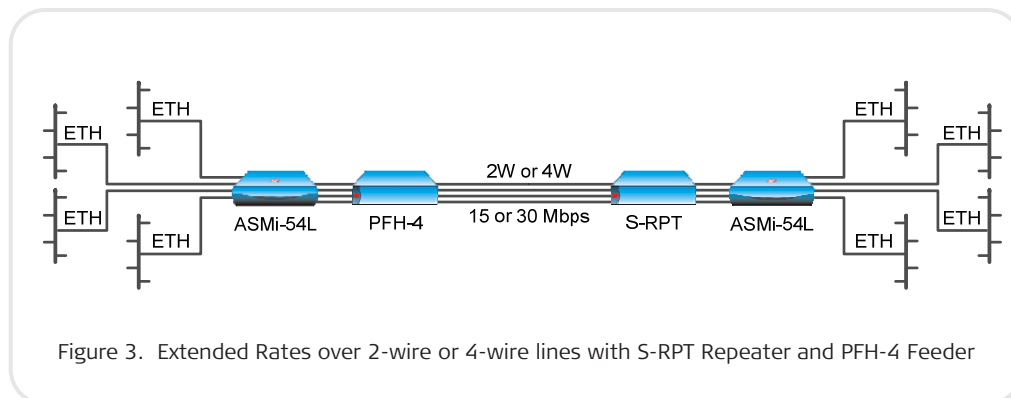 ETH
ETH
ETH
ETH
2W or 4W
15 or 30 Mbps
ASMi-54L
PFH-4
S-RPT
ASMi-54L
ETH
ETH
ETH
ETH
Figure 3. Extended Rates over 2-wire or 4-wire lines with S-RPT Repeater and PFH-4 Feeder